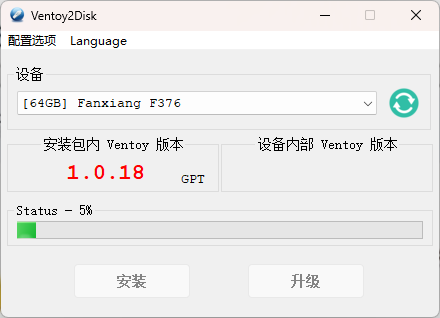 Ventoy2Disk
配置选项 Language
设备
[64GB] Fanxiang F376
安装包内 Ventoy 版本 设备内部 Ventoy 版本
1.0.18 GPT
Status - 5%
安装 升级